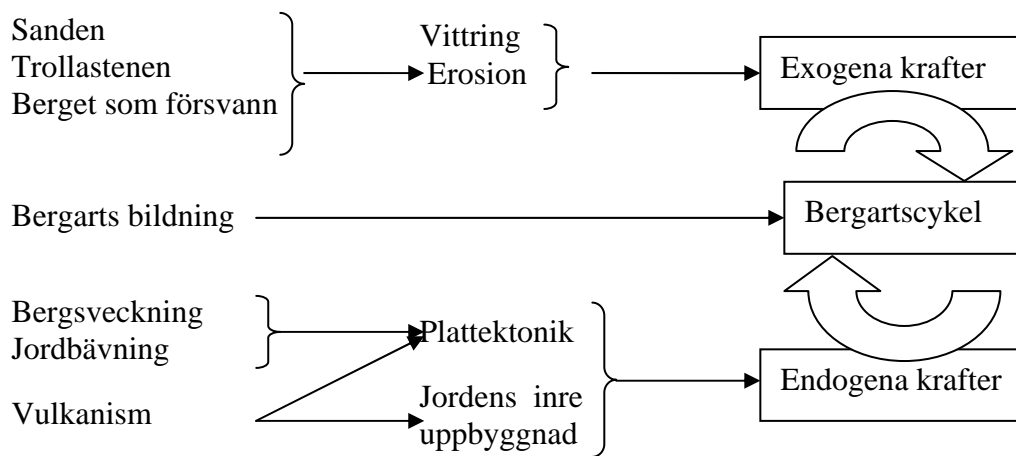 Sanden
Trollastenen
Berget som försvann
Vittring
Erosion
Exogena krafter
Bergarts bildning
Bergartscykel
Bergsveckning
Jordbävning
Plattektonik
Vulkanism
Jordens inre
uppbyggnad
Endogena krafter